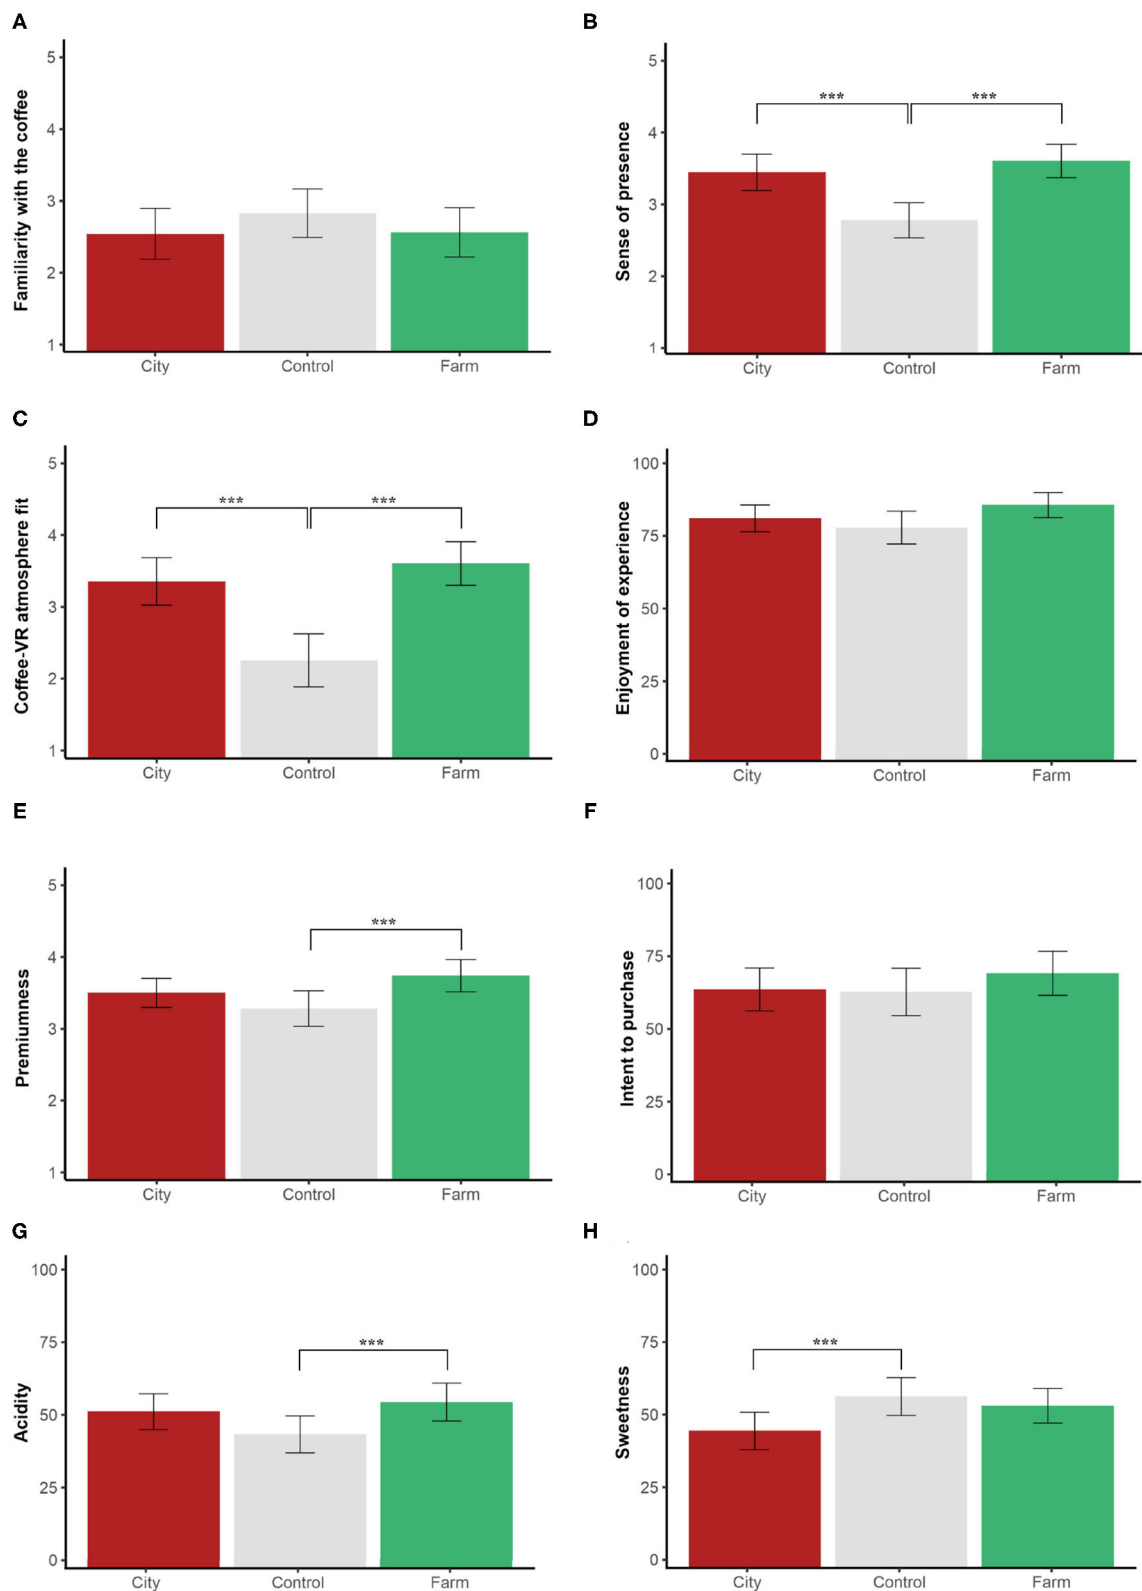 A
Familiarity with the coffee
5
4
3
2
1
City Control Farm
B
Sense of presence
5
4
3
2
1
*** ***
City Control Farm
C
Coffee-VR atmosphere fit
5
4
3
2
1
*** ***
City Control Farm
D
Enjoyment of experience
100
75
50
25
0
City Control Farm
E
Premiumness
5
4
3
2
1
***
City Control Farm
F
Intent to purchase
100
75
50
25
0
City Control Farm
G
Acidity
100
75
50
25
0
***
City Control Farm
H
Sweetness
100
75
50
25
0
***
City Control Farm